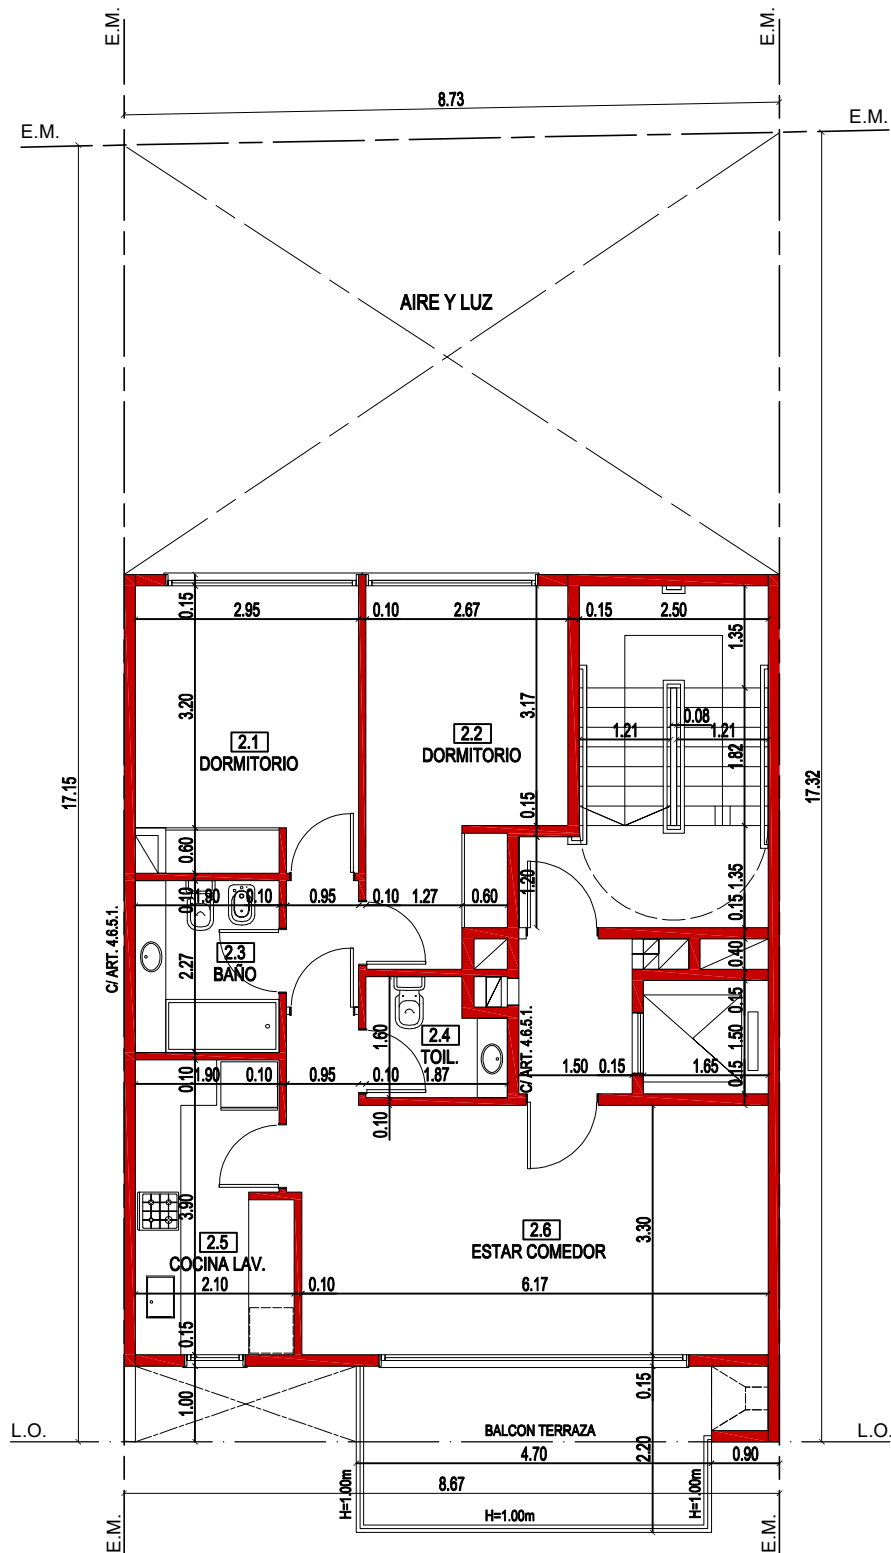 E.M.
E.M.
8.73
E.M.
E.M.
AIRE Y LUZ
17.15
17.32
0.15
2.95
0.10
2.67
0.15
2.50
1.35
3.20
3.17
2.1
DORMITORIO
2.2
DORMITORIO
0.08
1.21
1.21
1.82
0.15
0.60
1.20
1.35
0.10
1.90
0.10
0.95
0.10
1.27
0.60
0.15
C/ ART. 4.6.5.1.
2.27
2.3
BAÑO
0.40
2.4
TOIL.
1.60
C/ ART. 4.6.5.1.
0.15
1.50
0.15
0.10
1.90
0.10
0.95
0.10
1.87
1.50
0.15
1.65
0.10
3.90
2.5
COCINA LAV.
2.6
ESTAR COMEDOR
3.30
2.10
0.10
6.17
0.15
1.00
0.15
L.O.
BALCON TERRAZA
L.O.
4.70
2.20
0.90
8.67
H=1.00m
H=1.00m
H=1.00m
E.M.
E.M.